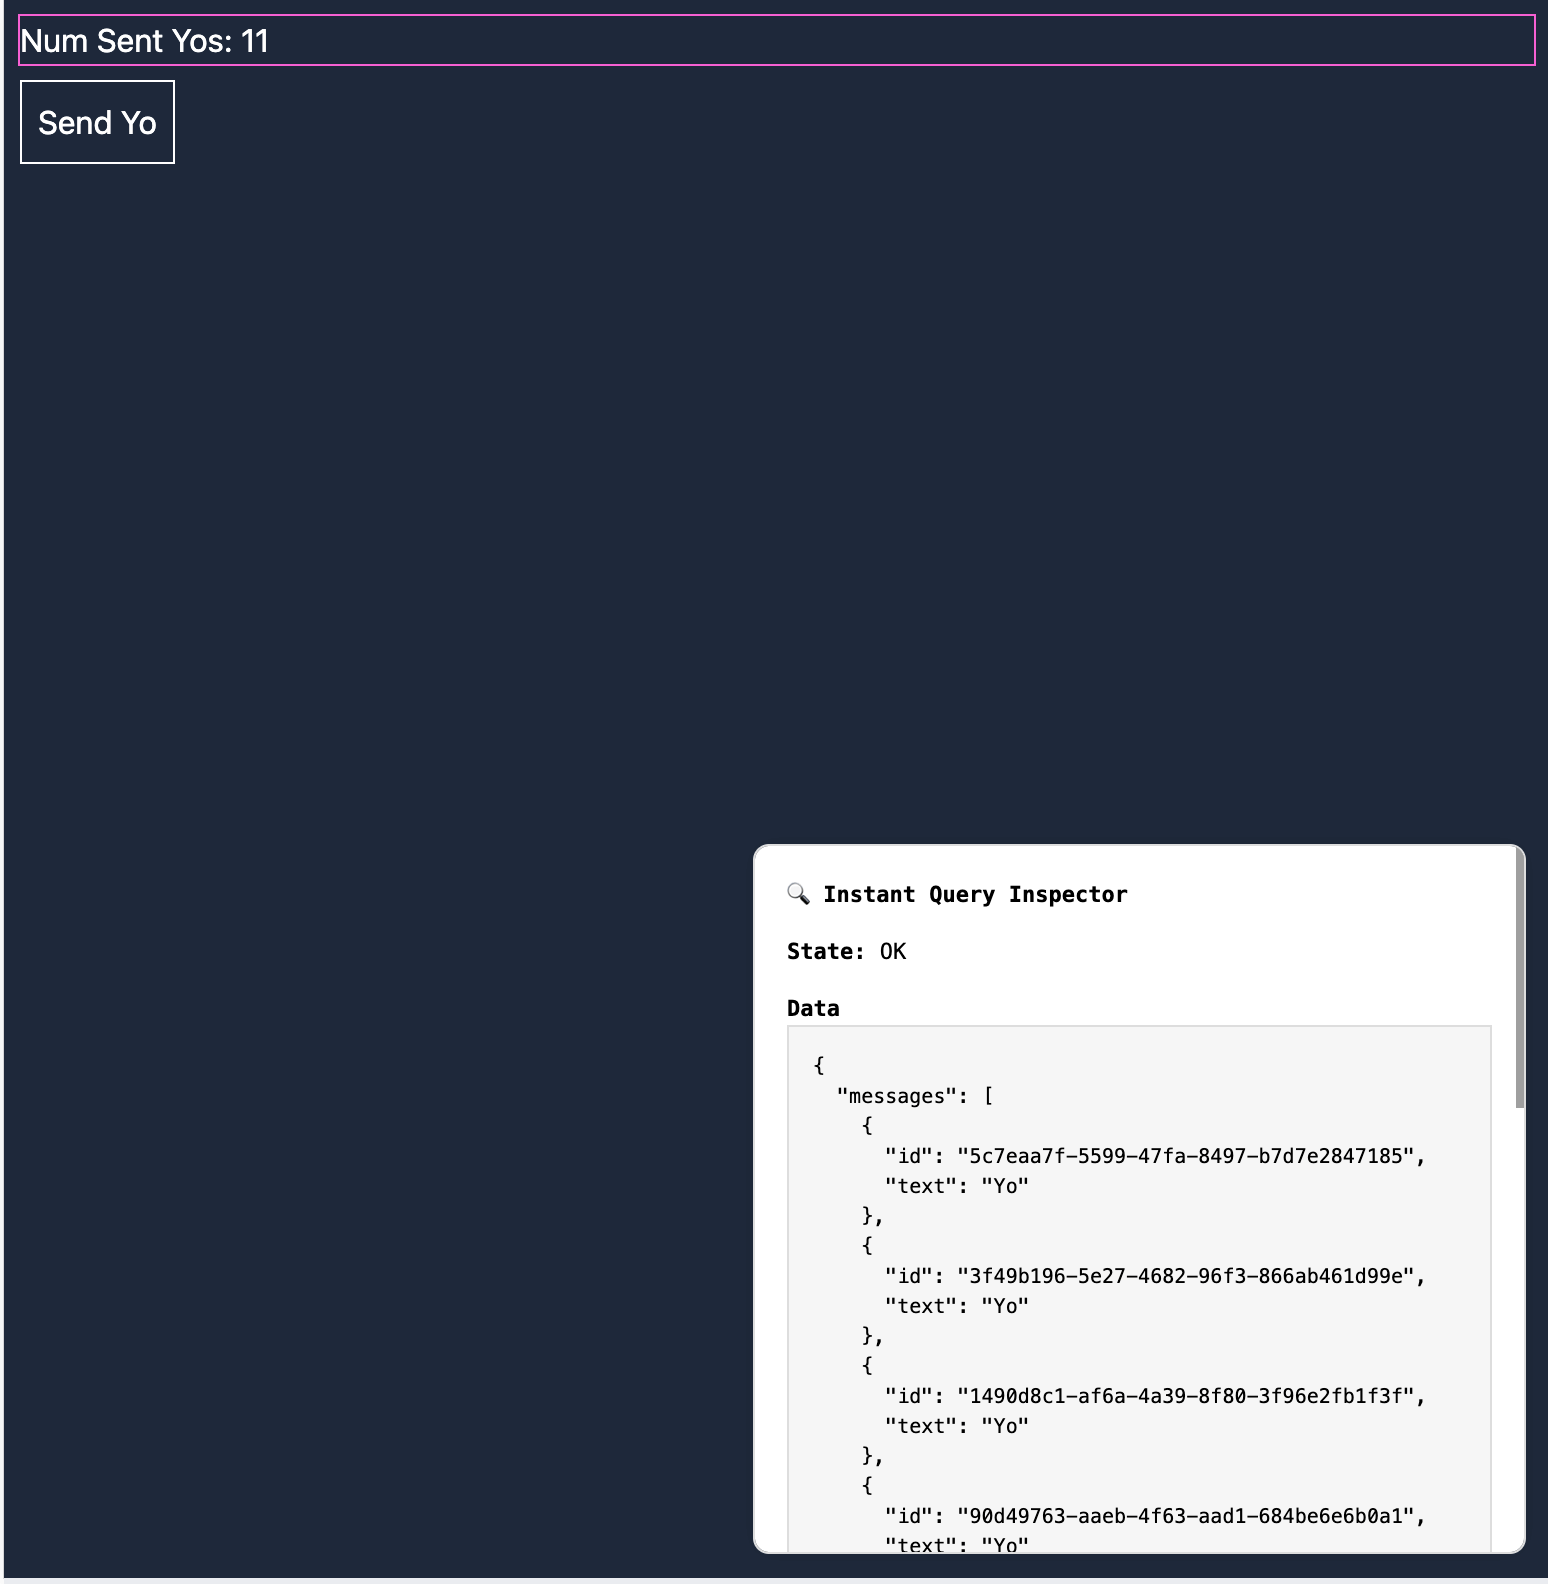 Num Sent Yos: 11
Send Yo
🔍 Instant Query Inspector
State: OK
Data
{
"messages": [
{
"id": "5c7eaa7f-5599-47fa-8497-b7d7e2847185",
"text": "Yo"
},
{
"id": "3f49b196-5e27-4682-96f3-866ab461d99e",
"text": "Yo"
},
{
"id": "1490d8c1-af6a-4a39-8f80-3f96e2fb1f3f",
"text": "Yo"
},
{
"id": "90d49763-aaeb-4f63-aad1-684be6e6b0a1",
"text": "Yo"